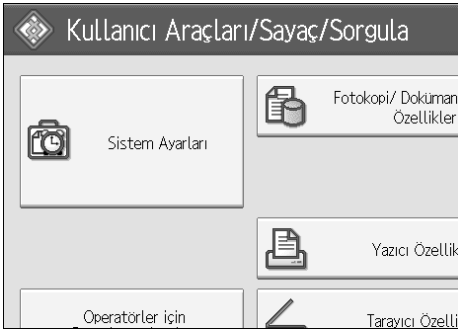 Kullanıcı Araçları/Sayaç/Sorgula
Sistem Ayarları
Fotokopi/ Doküman
Özellikler
Yazıcı Özellik
Operatörler için
Tarayıcı Özelli